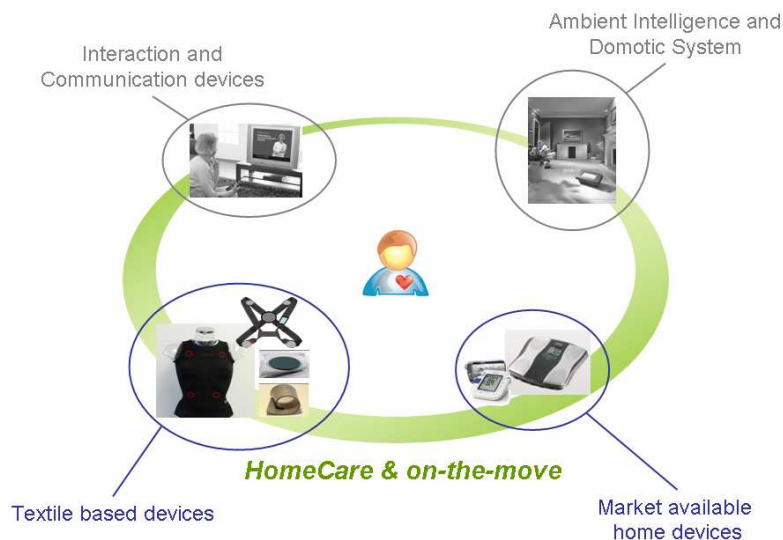 Ambient Intelligence and
Domotic System
Interaction and
Communication devices
HomeCare & on-the-move
Textile based devices
Market available
home devices